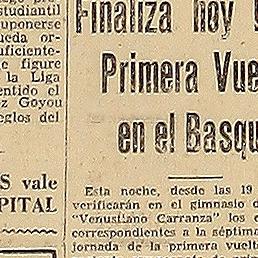 studiantil
suponerse
queda or-
suficiente-
e figure
la Liga
entido el
ez Goyou
reglos del
S vale
PITAL
Finaliza hoy
Primera Vue
en el Basqu
Esta noche, desde las 19
verificarán en el gimnasio d
"Venustiano Carranza" los e
correspondientes a la séptima
jornada de la primera vuelt